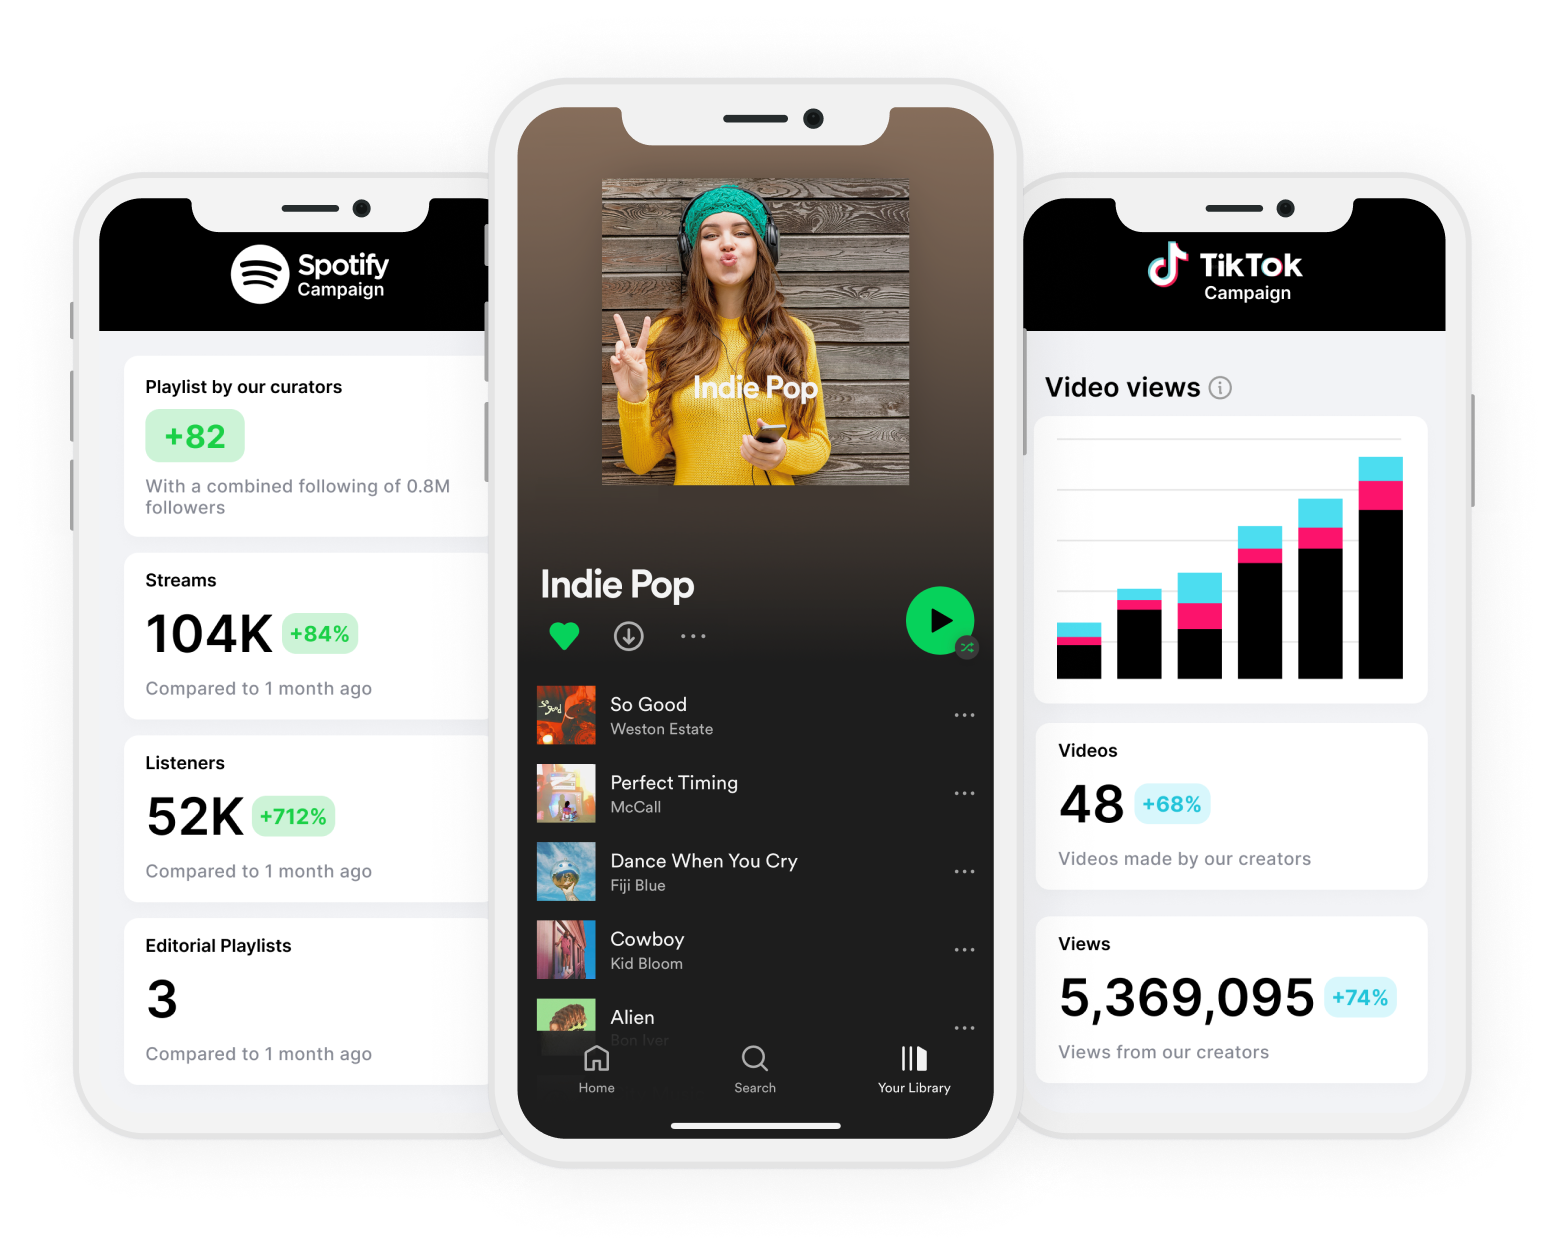 Spotify
Campaign
Playlist by our curators
+82
With a combined following of 0.8M
followers
Streams
104K +84%
Compared to 1 month ago
Listeners
52K +712%
Compared to 1 month ago
Editorial Playlists
3
Compared to 1 month ago
Indie Pop
Indie Pop
so good
So Good
Weston Estate
Perfect Timing
McCall
Dance When You Cry
Fiji Blue
Cowboy
Kid Bloom
Alien
Bon Iver
Home
Search
Your Library
TikTok
Campaign
Video views
Videos
48 +68%
Videos made by our creators
Views
5,369,095 +74%
Views from our creators